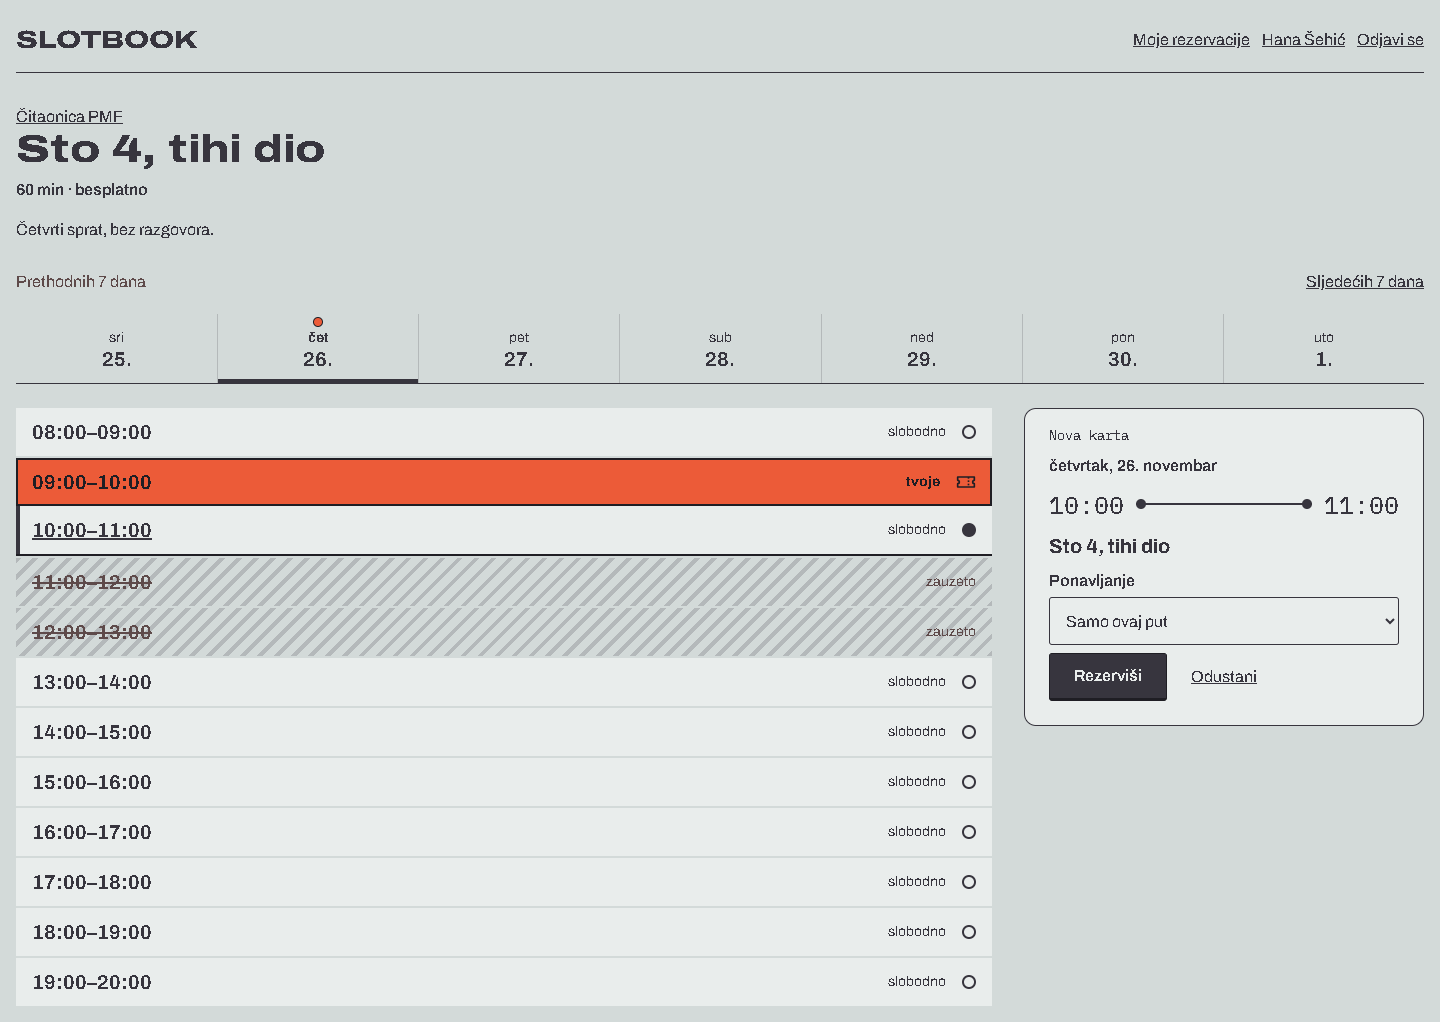 SLOTBOOK
Moje rezervacije Hana Šehić Odjavi se
Čitaonica PMF
Sto 4, tihi dio
60 min · besplatno
Četvrti sprat, bez razgovora.
Prethodnih 7 dana
Sljedećih 7 dana
sri
25.
čet
26.
pet
27.
sub
28.
ned
29.
pon
30.
uto
1.
08:00–09:00 slobodno
09:00–10:00 tvoje
10:00–11:00 slobodno
11:00–12:00 zauzeto
12:00–13:00 zauzeto
13:00–14:00 slobodno
14:00–15:00 slobodno
15:00–16:00 slobodno
16:00–17:00 slobodno
17:00–18:00 slobodno
18:00–19:00 slobodno
19:00–20:00 slobodno
Nova karta
četvrtak, 26. novembar
10:00 11:00
Sto 4, tihi dio
Ponavljanje
Samo ovaj put
Rezerviši Odustani